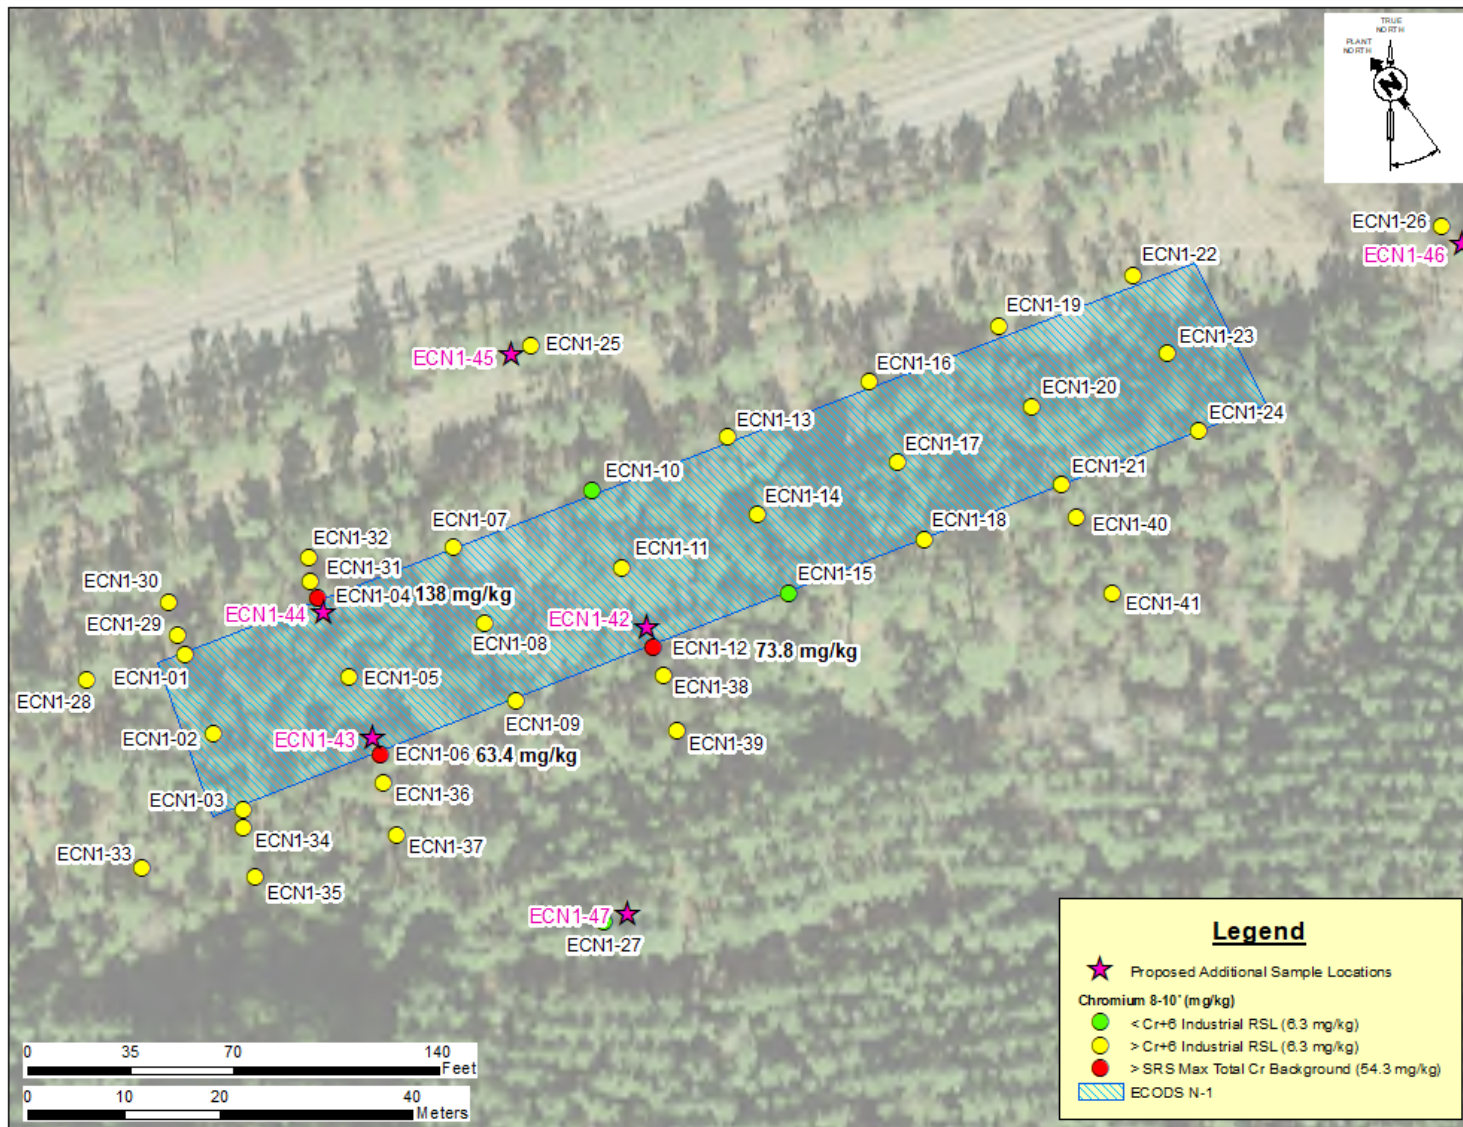 TRUE
NORTH
PLANT
NORTH
N
ECN1-26
ECN1-46
ECN1-22
ECN1-19
ECN1-23
ECN1-25
ECN1-45
ECN1-16
ECN1-20
ECN1-24
ECN1-13
ECN1-17
ECN1-10
ECN1-21
ECN1-14
ECN1-40
ECN1-07
ECN1-18
ECN1-32
ECN1-11
ECN1-31
ECN1-15
ECN1-30
ECN1-04 138 mg/kg
ECN1-41
ECN1-44
ECN1-42
ECN1-29
ECN1-08
ECN1-12 73.8 mg/kg
ECN1-01
ECN1-05
ECN1-38
ECN1-28
ECN1-09
ECN1-02
ECN1-43
ECN1-39
ECN1-06 63.4 mg/kg
ECN1-36
ECN1-03
ECN1-34
ECN1-37
ECN1-33
ECN1-35
ECN1-47
ECN1-27
Legend
Proposed Additional Sample Locations
Chromium 8-10' (mg/kg)
< Cr+6 Industrial RSL (6.3 mg/kg)
> Cr+6 Industrial RSL (6.3 mg/kg)
> SRS Max Total Cr Background (54.3 mg/kg)
ECODS N-1
0 35 70 140
Feet
0 10 20 40
Meters